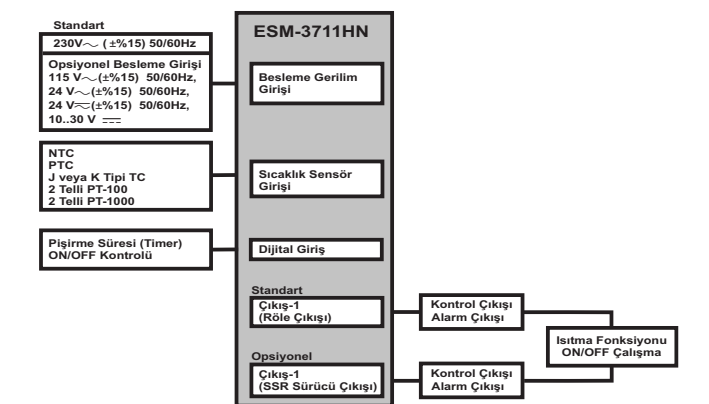 Standart
230V～ (±%15) 50/60Hz
Opsiyonel Besleme Girişi
115 V～(±%15) 50/60Hz,
24 V～(±%15) 50/60Hz,
24 V⏦(±%15) 50/60Hz,
10..30 V ⎓
NTC
PTC
J veya K Tipi TC
2 Telli PT-100
2 Telli PT-1000
Pişirme Süresi (Timer)
ON/OFF Kontrolü
ESM-3711HN
Besleme Gerilim
Girişi
Sıcaklık Sensör
Girişi
Dijital Giriş
Standart
Çıkış-1
(Röle Çıkışı)
Opsiyonel
Çıkış-1
(SSR Sürücü Çıkışı)
Kontrol Çıkışı
Alarm Çıkışı
Kontrol Çıkışı
Alarm Çıkışı
Isıtma Fonksiyonu
ON/OFF Çalışma